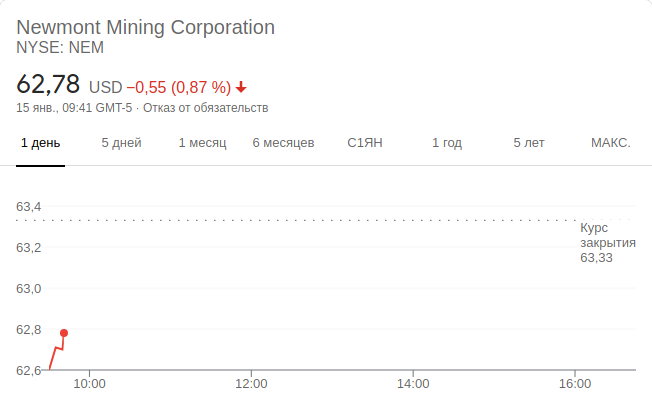 Newmont Mining Corporation
NYSE: NEM
62,78 USD −0,55 (0,87 %)
15 янв., 09:41 GMT-5 · Отказ от обязательств
1 день 5 дней 1 месяц 6 месяцев С1ЯН 1 год 5 лет МАКС.
63,4
Курс
закрытия
63,33
63,2
63,0
62,8
62,6
10:00 12:00 14:00 16:00